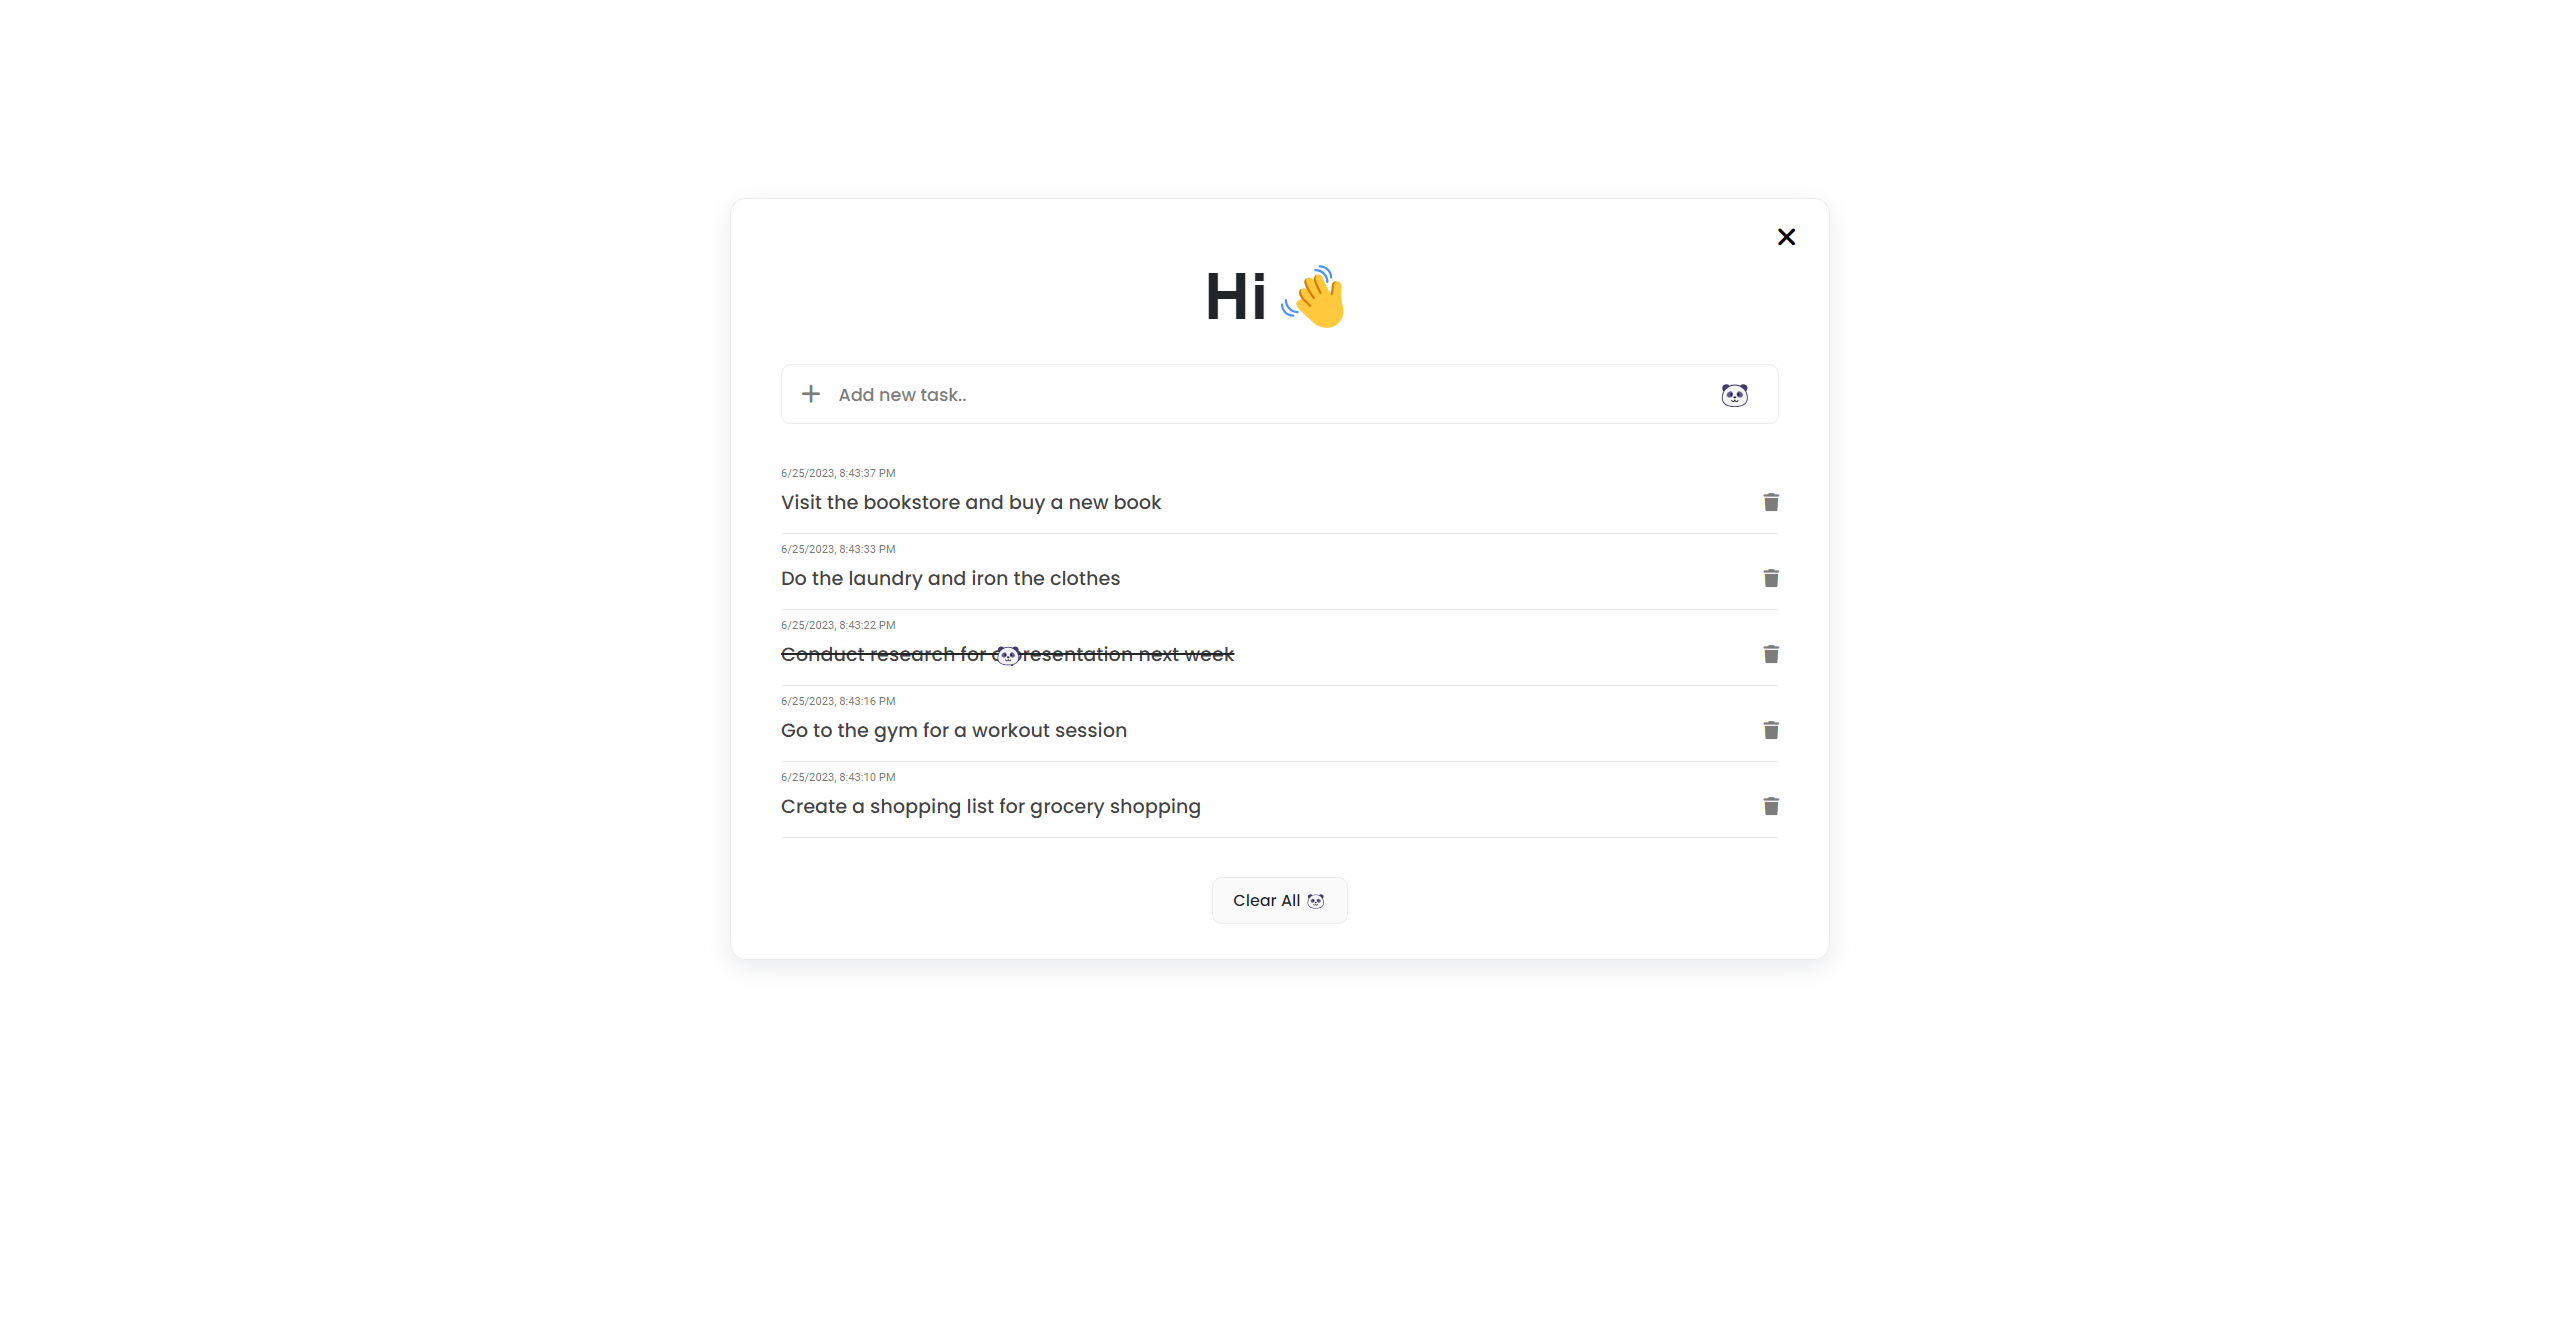 Hi 👋
Add new task..
6/25/2023, 8:43:37 PM
Visit the bookstore and buy a new book
6/25/2023, 8:43:33 PM
Do the laundry and iron the clothes
6/25/2023, 8:43:22 PM
Conduct research for a presentation next week
6/25/2023, 8:43:16 PM
Go to the gym for a workout session
6/25/2023, 8:43:10 PM
Create a shopping list for grocery shopping
Clear All 🐼